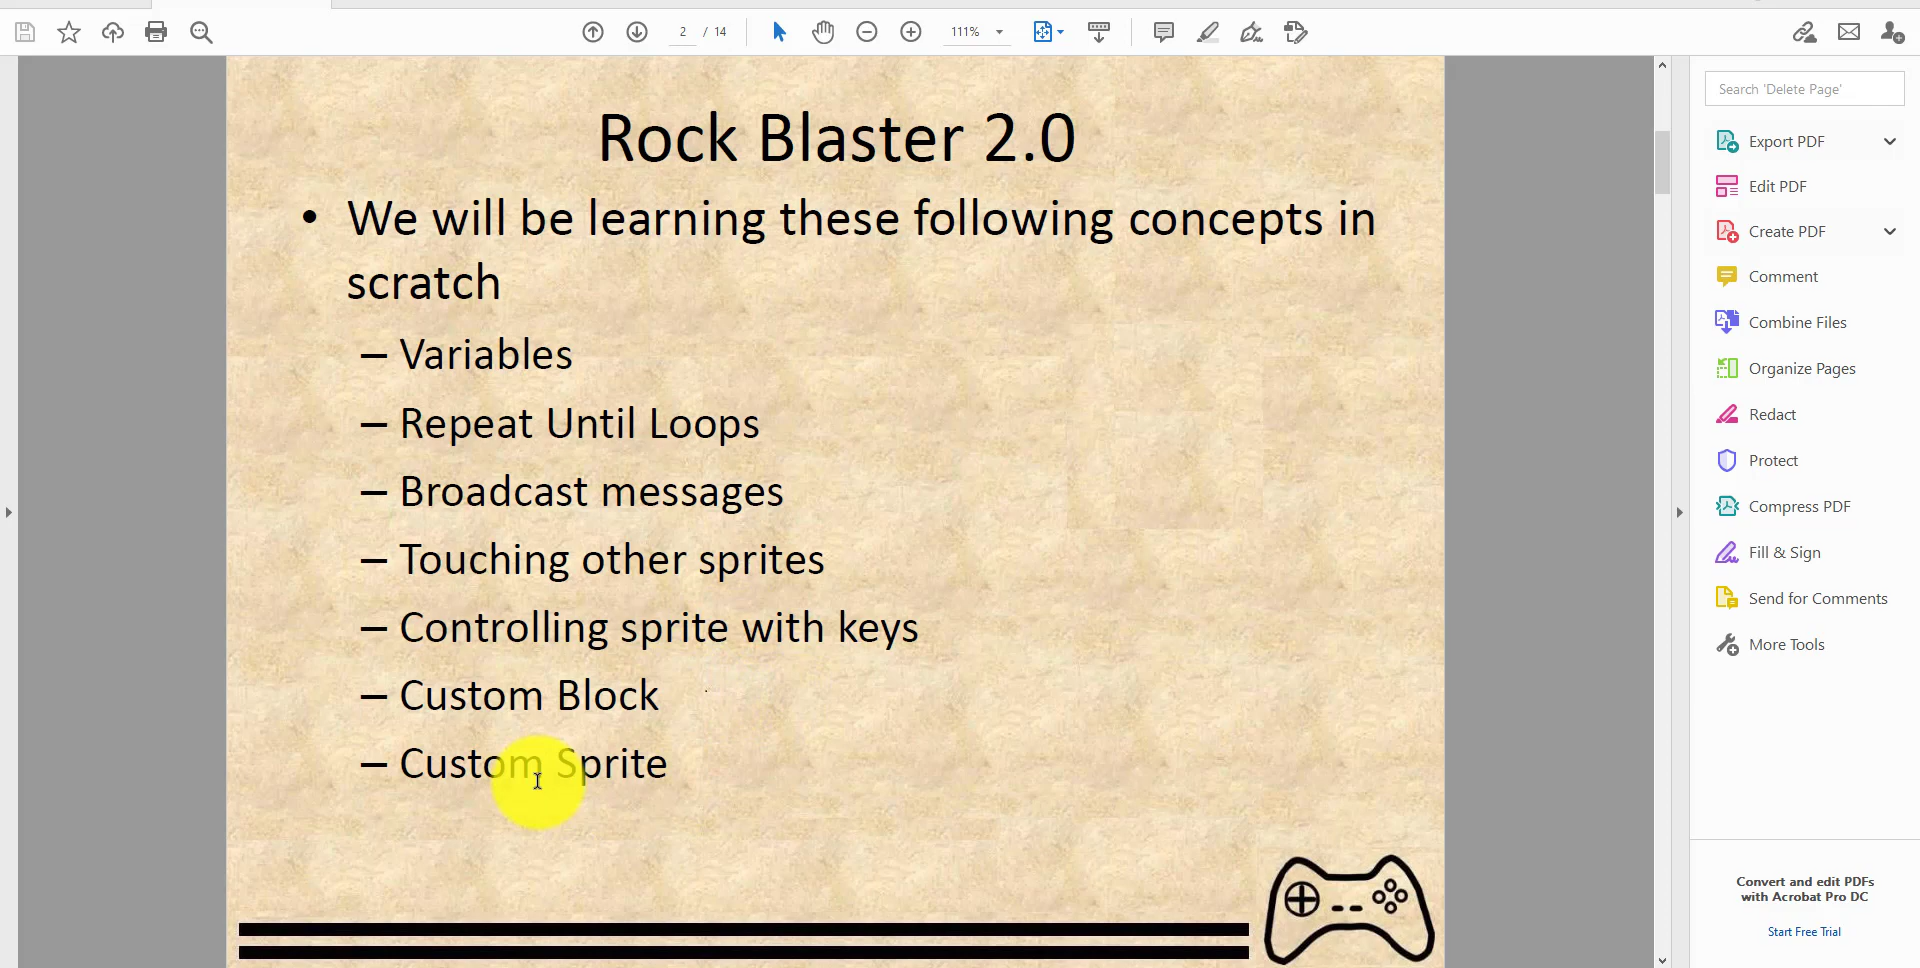 2 / 14
111%
Search 'Delete Page'
Rock Blaster 2.0
• We will be learning these following concepts in
scratch
– Variables
– Repeat Until Loops
– Broadcast messages
– Touching other sprites
– Controlling sprite with keys
– Custom Block
– Custom Sprite
Export PDF
Edit PDF
Create PDF
Comment
Combine Files
Organize Pages
Redact
Protect
Compress PDF
Fill & Sign
Send for Comments
More Tools
Convert and edit PDFs
with Acrobat Pro DC
Start Free Trial